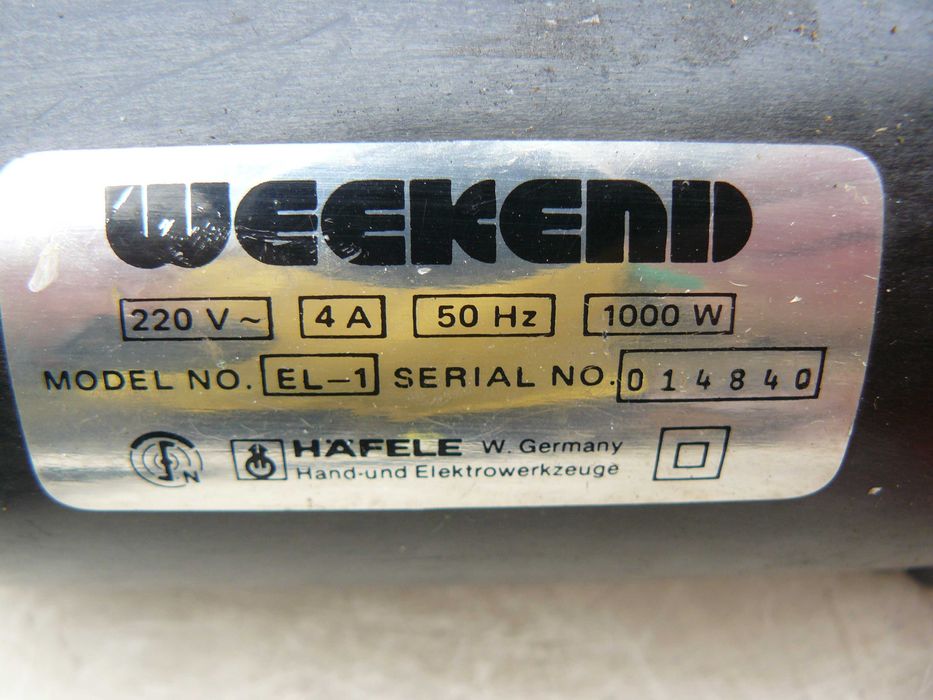 WEEKEND
220 V ~ 4 A 50 Hz 1000 W
MODEL NO. EL-1 SERIAL NO. 014840
N HÄFELE W. Germany
Hand-und Elektrowerkzeuge